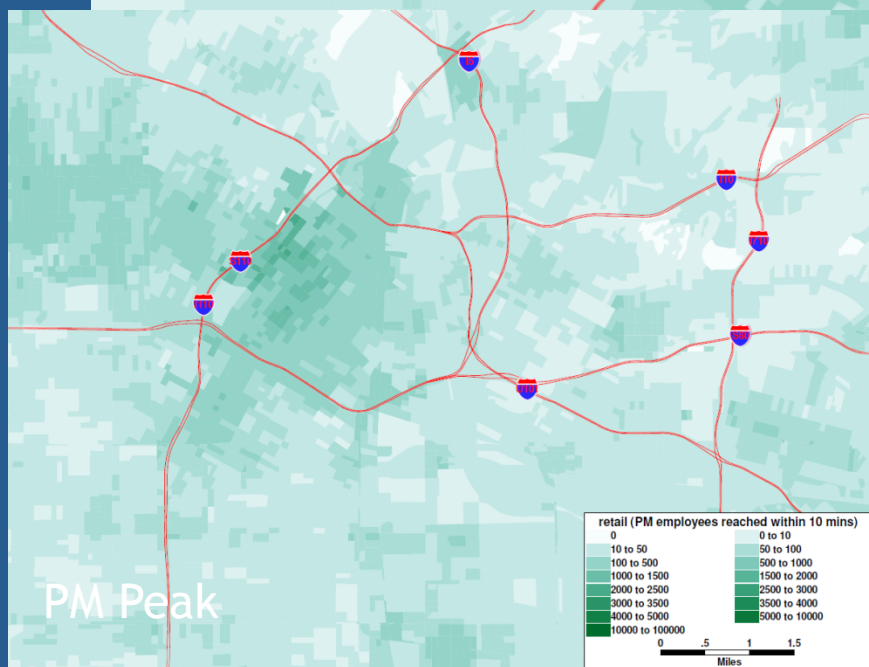 PM Peak
retail (PM employees reached within 10 mins)
0 0 to 10
10 to 50 50 to 100
100 to 500 500 to 1000
1000 to 1500 1500 to 2000
2000 to 2500 2500 to 3000
3000 to 3500 3500 to 4000
4000 to 5000 5000 to 10000
10000 to 100000
0 .5 1 1.5
Miles